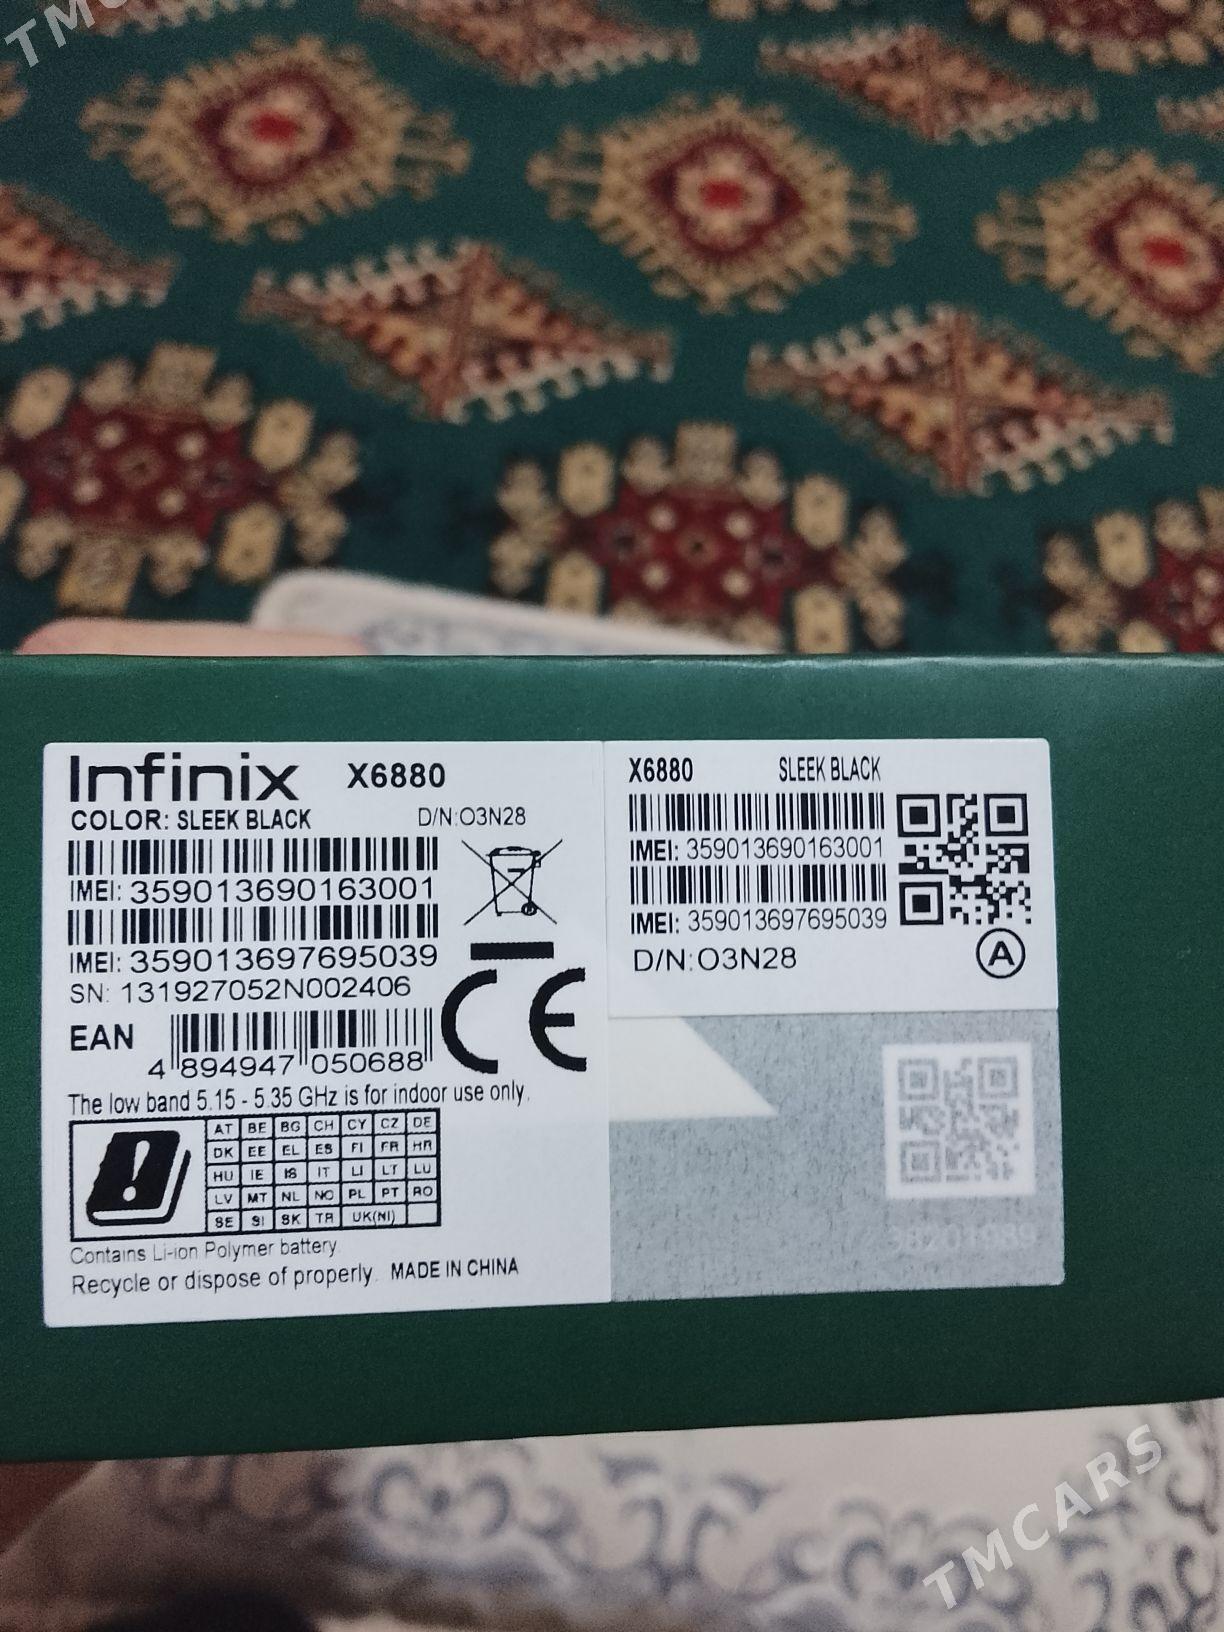 Infinix X6880
COLOR: SLEEK BLACK D/N:O3N28
IMEI: 359013690163001
IMEI: 359013697695039
SN: 131927052N002406
EAN
4 894947 050688
CE
The low band 5.15 - 5.35 GHz is for indoor use only.
AT BE BG CH CY CZ DE
DK EE EL ES FI FR HR
HU IE IS IT LI LT LU
LV MT NL NO PL PT RO
SE SI SK TR UK(NI)
Contains Li-ion Polymer battery
Recycle or dispose of properly. MADE IN CHINA
X6880 SLEEK BLACK
IMEI: 359013690163001
IMEI: 359013697695039
D/N:O3N28
A
TMCARS